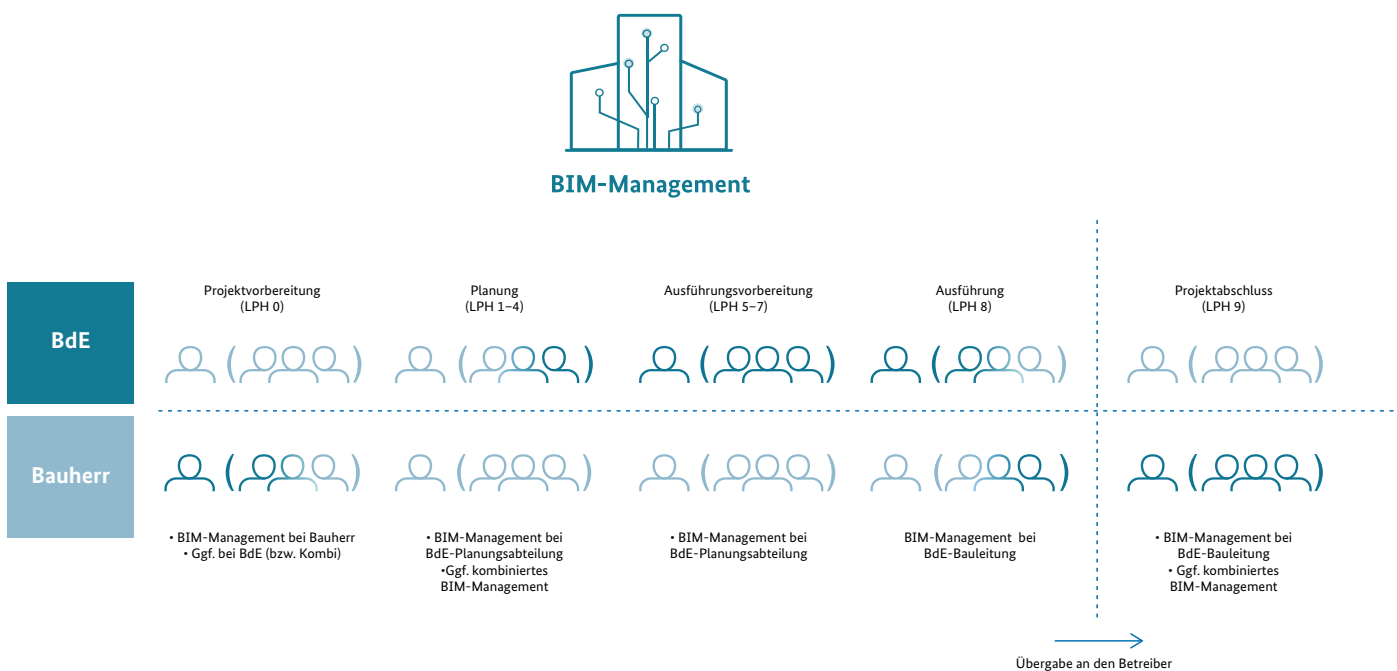 BIM-Management
Projektvorbereitung
(LPH 0)
Planung
(LPH 1–4)
Ausführungsvorbereitung
(LPH 5–7)
Ausführung
(LPH 8)
Projektabschluss
(LPH 9)
BdE
Bauherr
• BIM-Management bei Bauherr
• Ggf. bei BdE (bzw. Kombi)
• BIM-Management bei
BdE-Planungsabteilung
•Ggf. kombiniertes
BIM-Management
• BIM-Management bei
BdE-Planungsabteilung
BIM-Management bei
BdE-Bauleitung
• BIM-Management bei
BdE-Bauleitung
• Ggf. kombiniertes
BIM-Management
Übergabe an den Betreiber